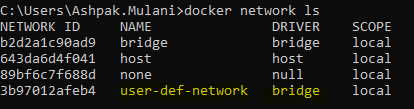 C:\Users\Ashpak.Mulani>docker network ls
NETWORK ID     NAME               DRIVER    SCOPE
b2d2a1c90ad9   bridge             bridge    local
643da6d4f041   host               host      local
89bf6c7f688d   none               null      local
3b97012afeb4   user-def-network   bridge    local